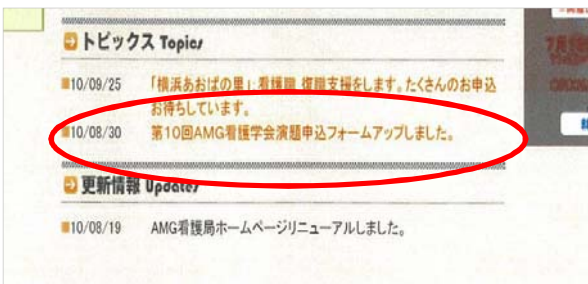 トピックス Topics
10/09/25 「横浜あおばの里」看護職 復職支援をします。たくさんのお申込
お待ちしています。
10/08/30 第10回AMG看護学会演題申込フォームアップしました。
更新情報 Updates
10/08/19 AMG看護局ホームページリニューアルしました。